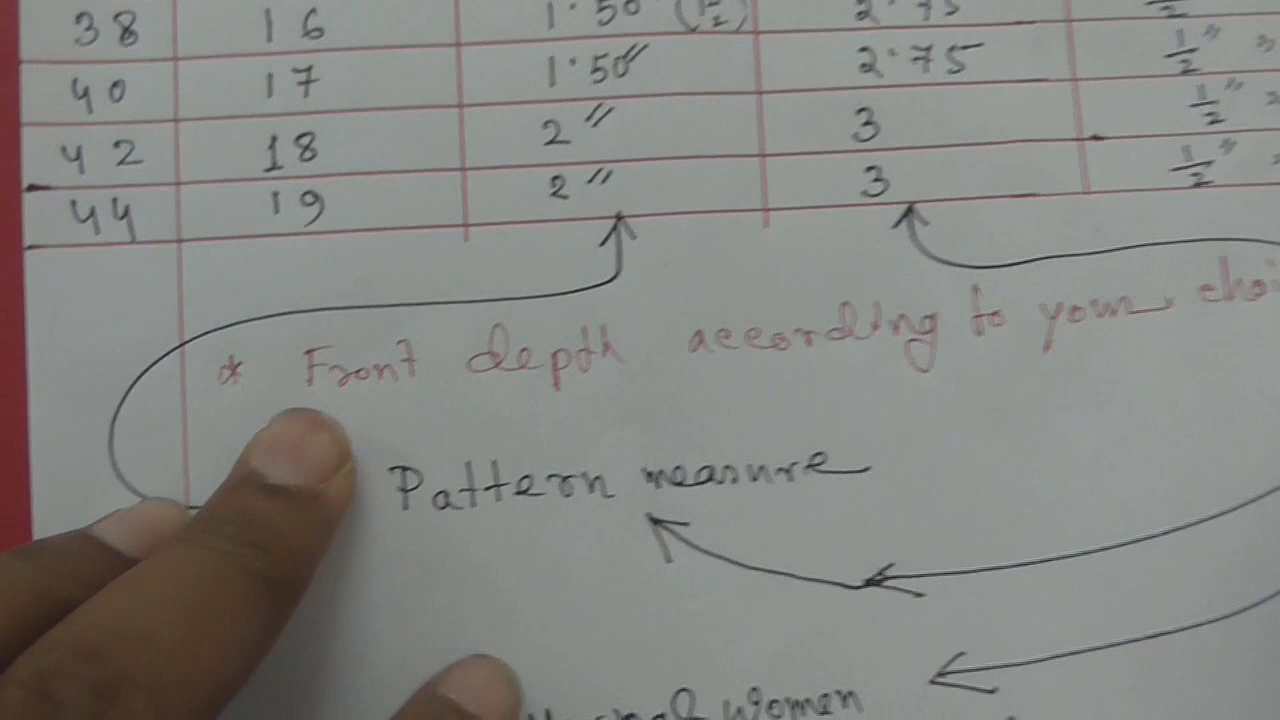 38 16 1.50 2.75
40 17 1.50" 2.75 1/2" "
42 18 2" 3 1/2" "
44 19 2" 3 1/2" "
* Front depth according to your
Pattern measure
women